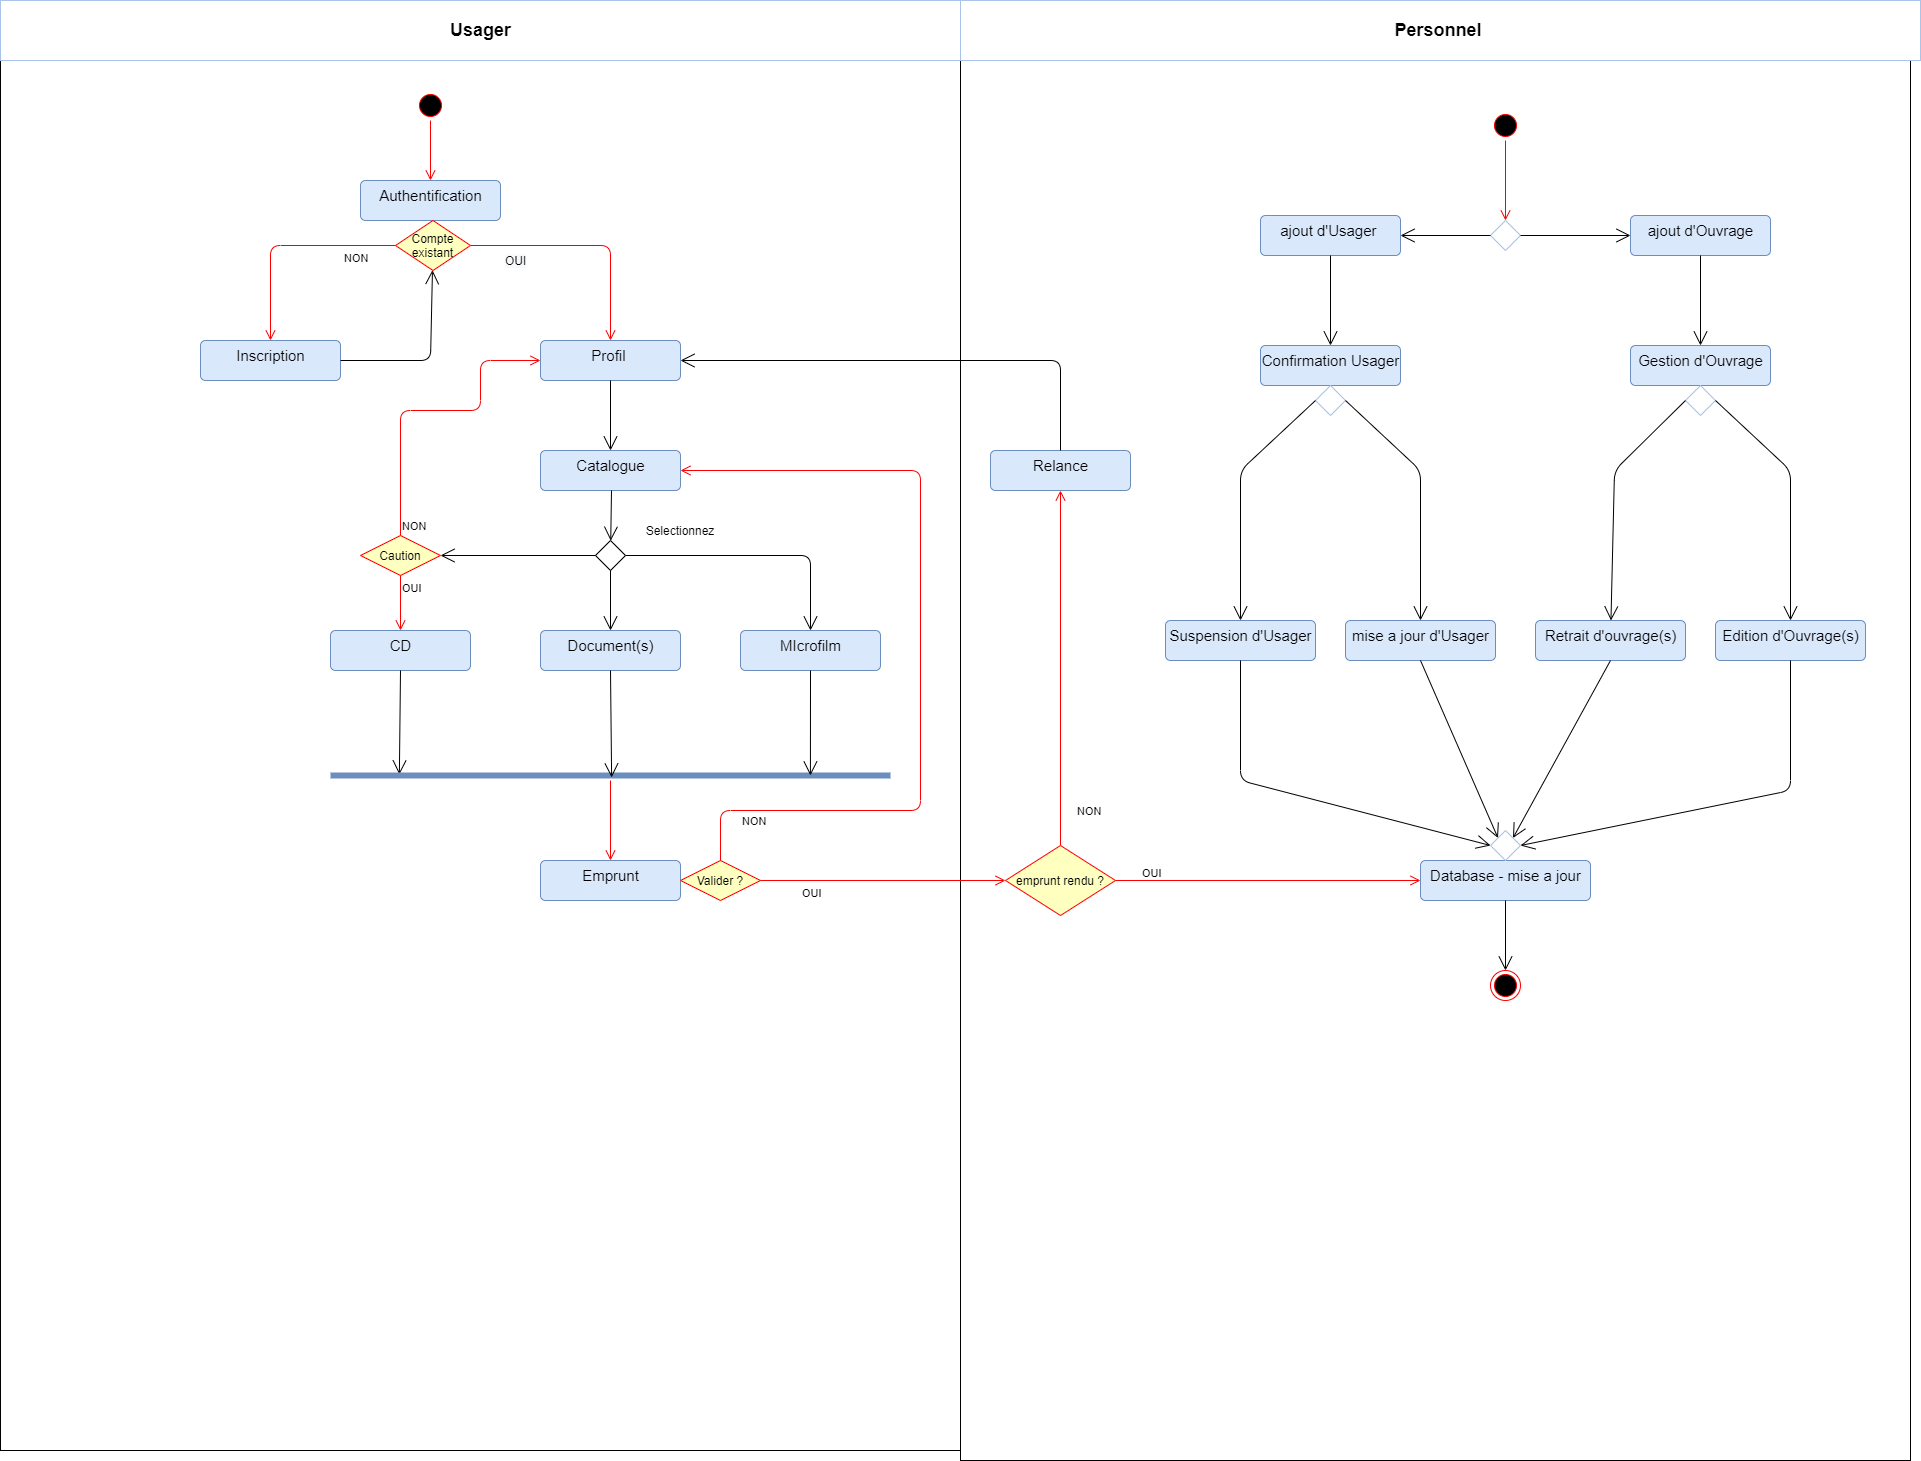 Usager
Personnel
Authentification
Compte
existant
NON
OUI
ajout d'Usager
ajout d'Ouvrage
Inscription
Profil
Confirmation Usager
Gestion d'Ouvrage
Catalogue
Relance
NON
Selectionnez
Caution
OUI
CD
Document(s)
MIcrofilm
Suspension d'Usager
mise a jour d'Usager
Retrait d'ouvrage(s)
Edition d'Ouvrage(s)
NON
NON
Emprunt
Valider ?
OUI
emprunt rendu ?
OUI
Database - mise a jour